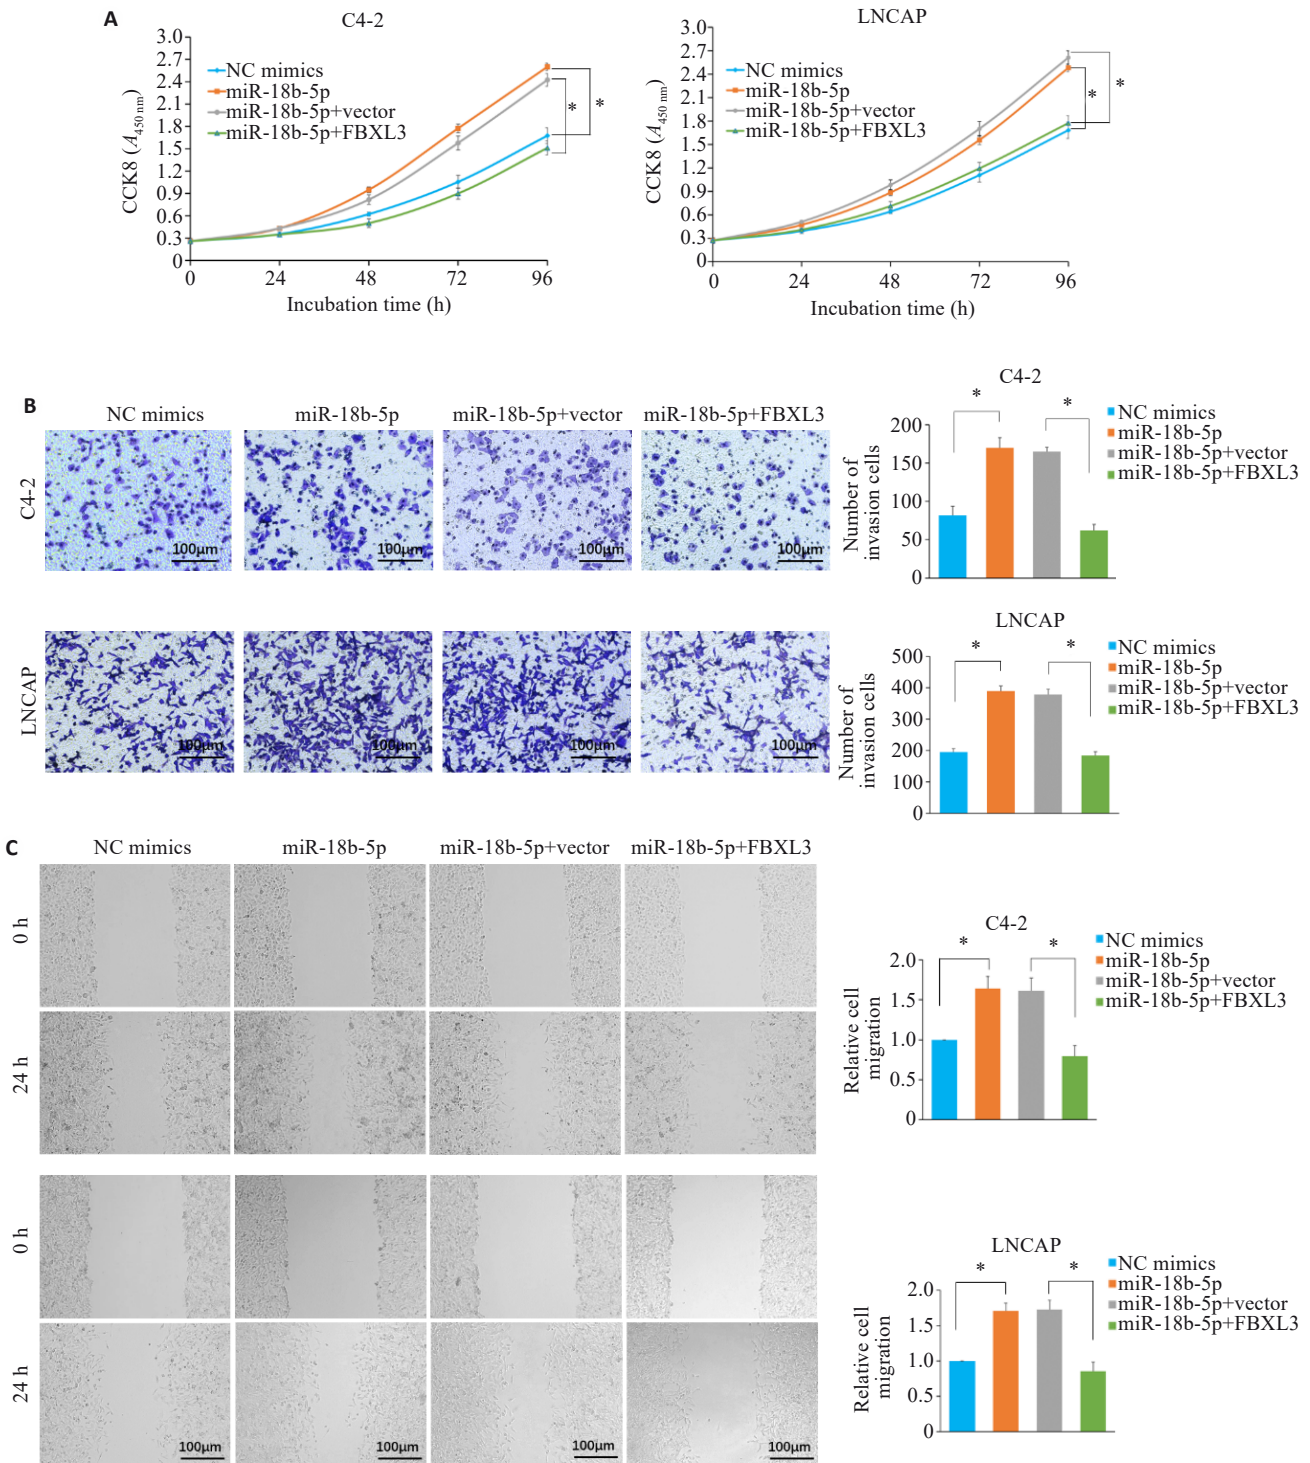 A
C4-2
3.0
2.7
2.4
2.1
1.8
1.5
1.2
0.9
0.6
0.3
0
CCK8 (A450 nm)
NC mimics
miR-18b-5p
miR-18b-5p+vector
miR-18b-5p+FBXL3
*
*
0 24 48 72 96
Incubation time (h)
LNCAP
3.0
2.7
2.4
2.1
1.8
1.5
1.2
0.9
0.6
0.3
0
CCK8 (A450 nm)
NC mimics
miR-18b-5p
miR-18b-5p+vector
miR-18b-5p+FBXL3
*
*
0 24 48 72 96
Incubation time (h)
B
NC mimics miR-18b-5p miR-18b-5p+vector miR-18b-5p+FBXL3
C4-2
100μm 100μm 100μm 100μm
LNCAP
100μm 100μm 100μm 100μm
C4-2
200
150
100
50
0
Number of
invasion cells
*
*
NC mimics
miR-18b-5p
miR-18b-5p+vector
miR-18b-5p+FBXL3
LNCAP
500
400
300
200
100
0
Number of
invasion cells
*
*
NC mimics
miR-18b-5p
miR-18b-5p+vector
miR-18b-5p+FBXL3
C
NC mimics miR-18b-5p miR-18b-5p+vector miR-18b-5p+FBXL3
0 h
24 h
0 h
24 h
100μm 100μm 100μm 100μm
C4-2
2.0
1.5
1.0
0.5
0
Relative cell
migration
*
*
NC mimics
miR-18b-5p
miR-18b-5p+vector
miR-18b-5p+FBXL3
LNCAP
2.0
1.5
1.0
0.5
0
Relative cell
migration
*
*
NC mimics
miR-18b-5p
miR-18b-5p+vector
miR-18b-5p+FBXL3